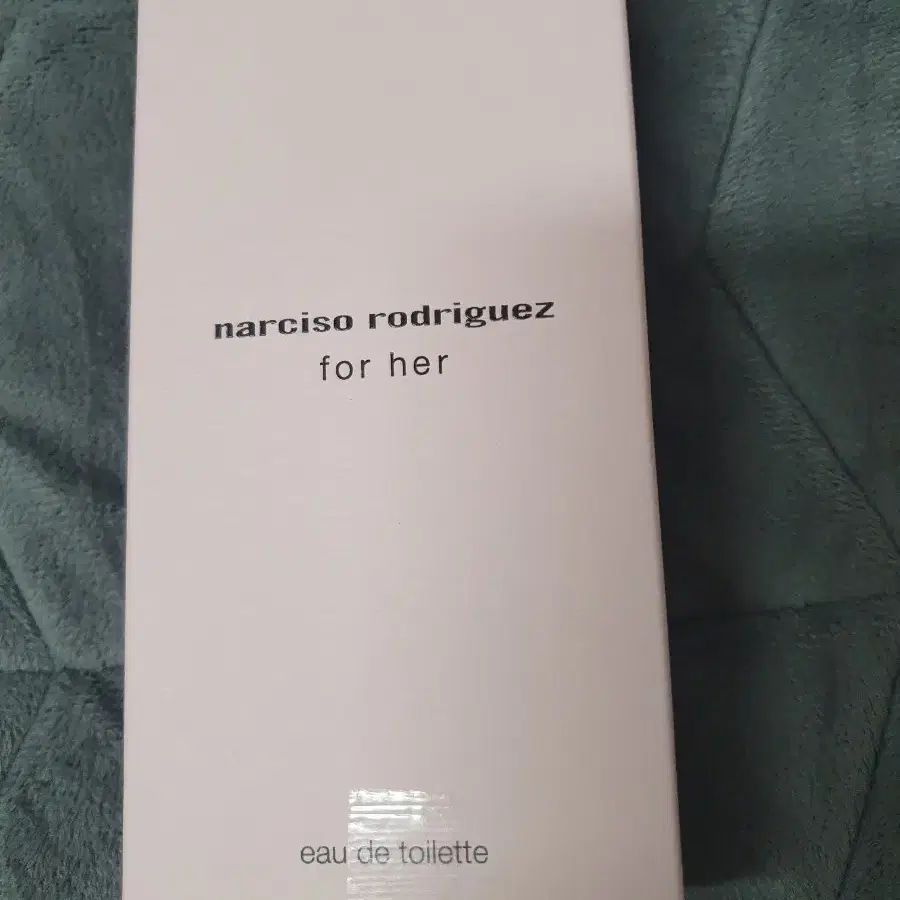 narciso rodriguez
for her
eau de toilette